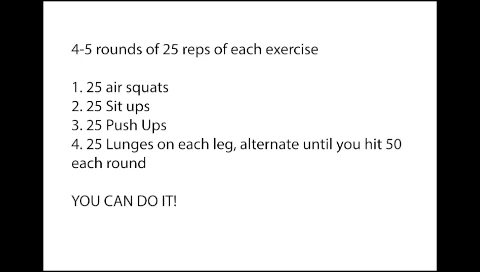 4-5 rounds of 25 reps of each exercise
1. 25 air squats
2. 25 Sit ups
3. 25 Push Ups
4. 25 Lunges on each leg, alternate until you hit 50
each round
YOU CAN DO IT!